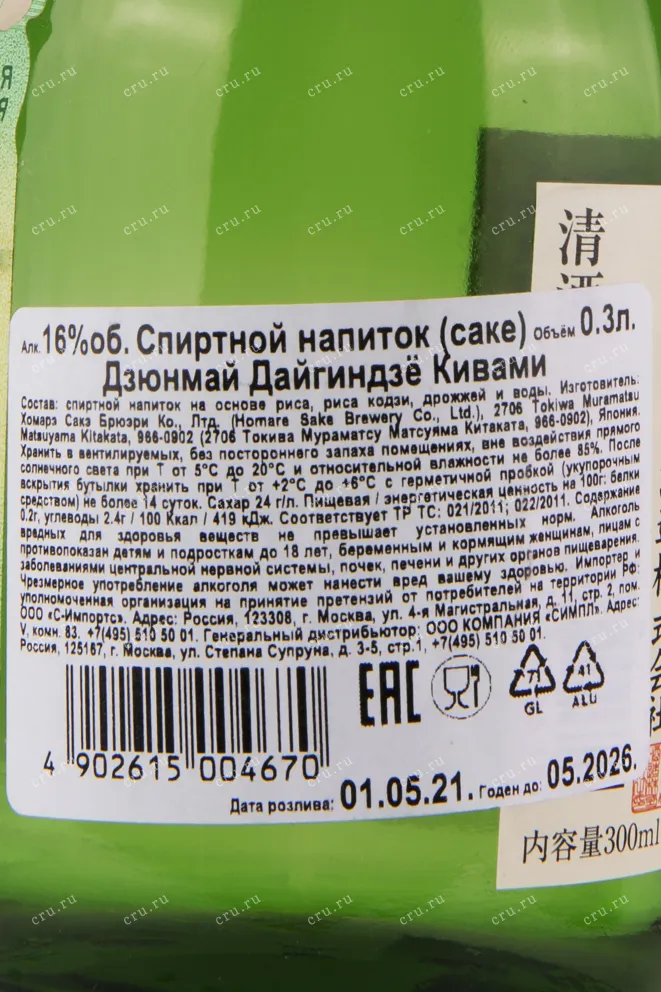 Алк. 16%об. Спиртной напиток (саке) Объём 0.3л.
Дзюнмай Дайгиндзё Кивами
Состав: спиртной напиток на основе риса, риса кодзи, дрожжей и воды. Изготовитель:
Хомарэ Сакэ Брюэри Ко., Лтд. (Homare Sake Brewery Co., Ltd.), 2706 Tokiwa Muramatsu
Matsuyama Kitakata, 966-0902 (2706 Токива Мураматсу Матсуяма Китаката, 966-0902), Япония.
Хранить в вентилируемых, без постороннего запаха помещениях, вне воздействия прямого
солнечного света при Т от 5°С до 20°С и относительной влажности не более 85%. После
вскрытия бутылки хранить при Т от +2°С до +6°С с герметичной пробкой (укупорочным
средством) не более 14 суток. Сахар 24 г/л. Пищевая / энергетическая ценность на 100г: белки
0.2г, углеводы 2.4г / 100 Ккал / 419 кДж. Соответствует ТР ТС: 021/2011; 022/2011. Содержание
вредных для здоровья веществ не превышает установленных норм. Алкоголь
противопоказан детям и подросткам до 18 лет, беременным и кормящим женщинам, лицам с
заболеваниями центральной нервной системы, почек, печени и других органов пищеварения.
Чрезмерное употребление алкоголя может нанести вред вашему здоровью. Импортер и
уполномоченная организация на принятие претензий от потребителей на территории РФ:
ООО «С-Импортс». Адрес: Россия, 123308, г. Москва, ул. 4-я Магистральная, д. 11, стр. 2, пом.
V, комн. 83, +7(495) 510 50 01. Генеральный дистрибьютор: ООО КОМПАНИЯ «СИМПЛ». Адрес:
Россия, 125167, г. Москва, ул. Степана Супруна, д. 3-5, стр.1, +7(495) 510 50 01.
EAC
71
GL
41
ALU
4 902615 004670
Дата розлива: 01.05.21. Годен до: 05.2026.
清酒
内容量300ml
cru.ru